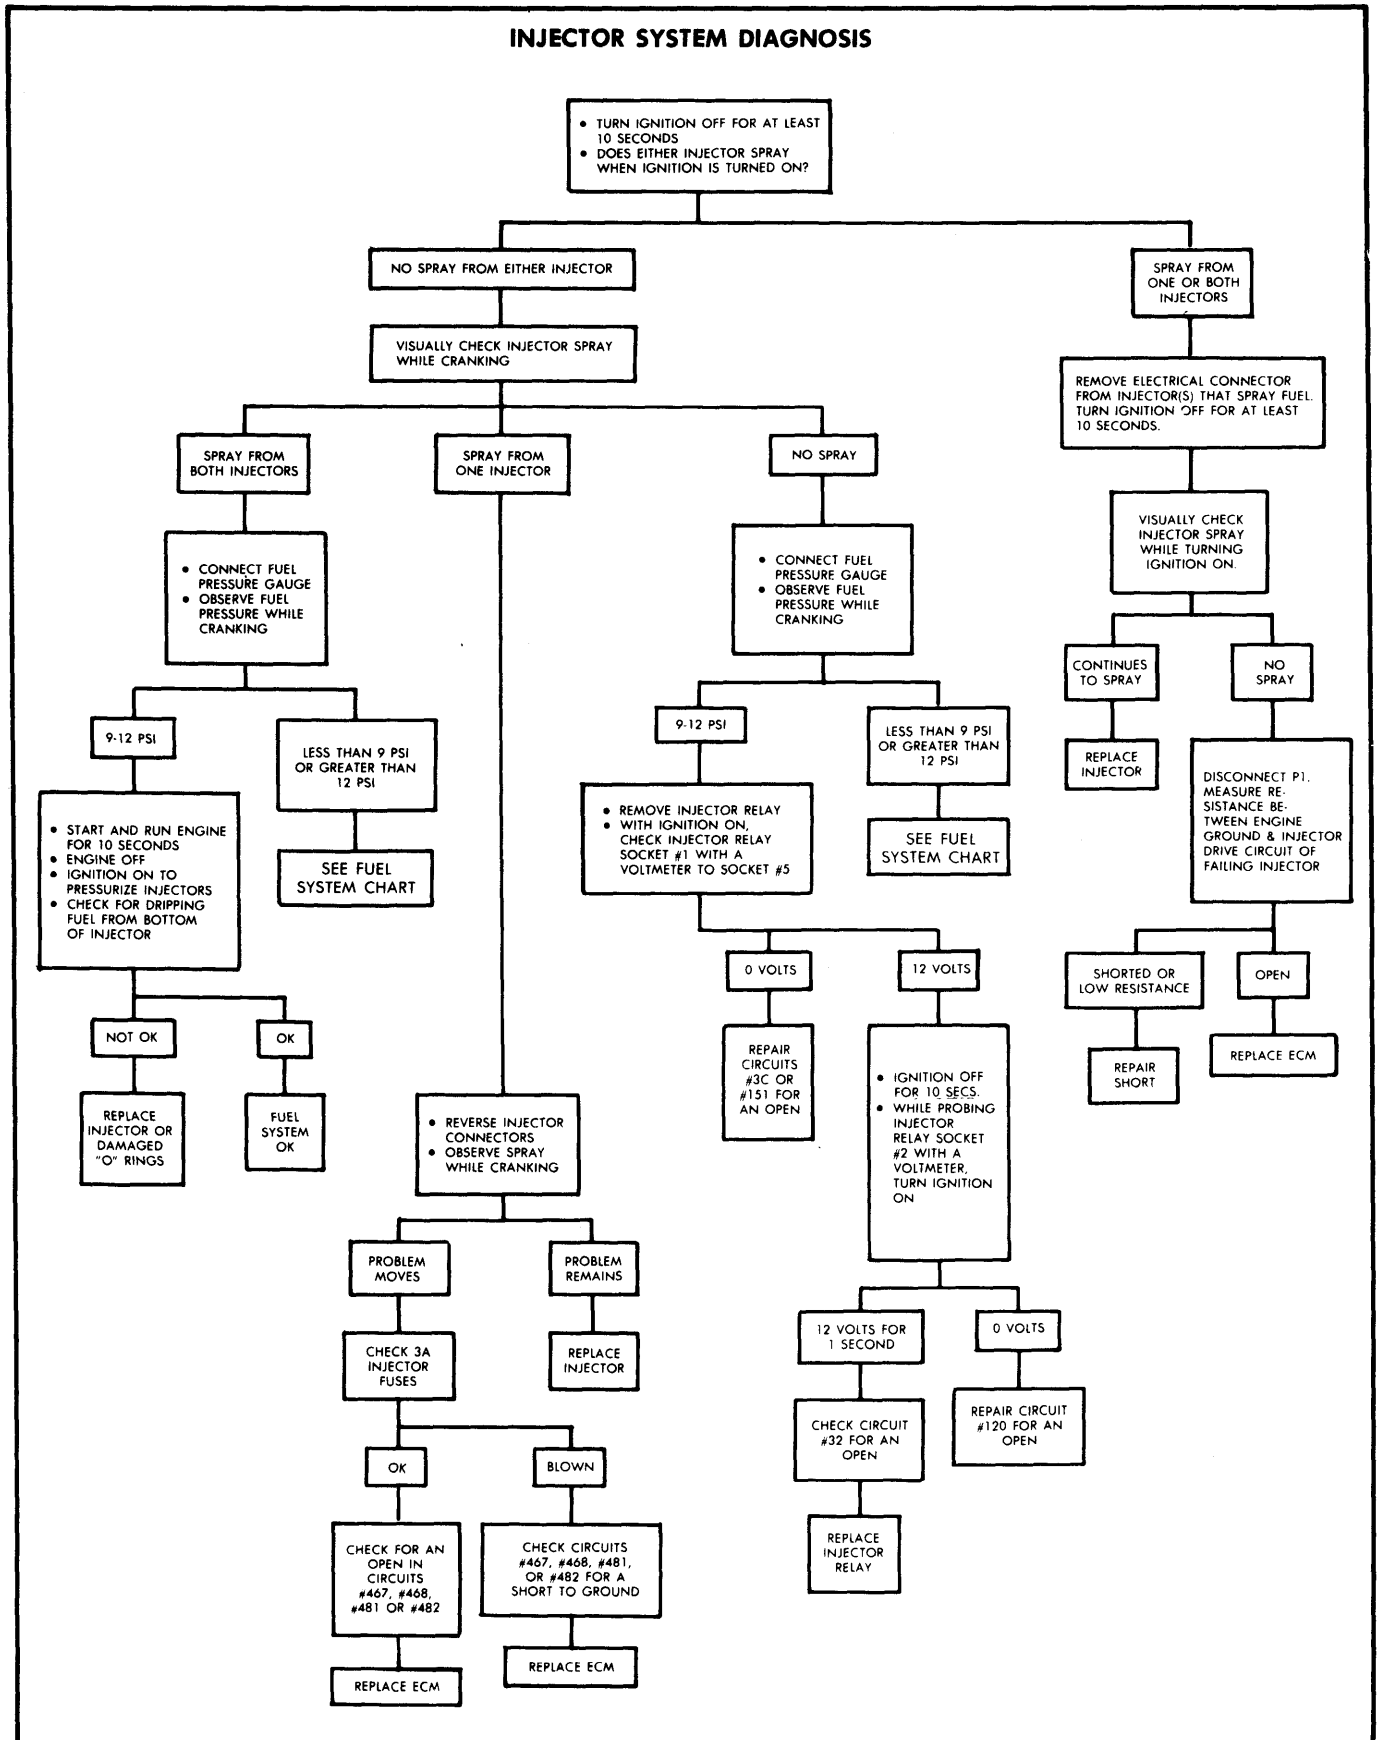 INJECTOR SYSTEM DIAGNOSIS
• TURN IGNITION OFF FOR AT LEAST
10 SECONDS
• DOES EITHER INJECTOR SPRAY
WHEN IGNITION IS TURNED ON?
NO SPRAY FROM EITHER INJECTOR
SPRAY FROM
ONE OR BOTH
INJECTORS
VISUALLY CHECK INJECTOR SPRAY
WHILE CRANKING
REMOVE ELECTRICAL CONNECTOR
FROM INJECTOR(S) THAT SPRAY FUEL.
TURN IGNITION OFF FOR AT LEAST
10 SECONDS.
SPRAY FROM
BOTH INJECTORS
SPRAY FROM
ONE INJECTOR
NO SPRAY
VISUALLY CHECK
INJECTOR SPRAY
WHILE TURNING
IGNITION ON.
• CONNECT FUEL
PRESSURE GAUGE
• OBSERVE FUEL
PRESSURE WHILE
CRANKING
• CONNECT FUEL
PRESSURE GAUGE
• OBSERVE FUEL
PRESSURE WHILE
CRANKING
CONTINUES
TO SPRAY
NO
SPRAY
9-12 PSI
LESS THAN 9 PSI
OR GREATER THAN
12 PSI
9-12 PSI
LESS THAN 9 PSI
OR GREATER THAN
12 PSI
REPLACE
INJECTOR
DISCONNECT P1.
MEASURE RE-
SISTANCE BE-
TWEEN ENGINE
GROUND & INJECTOR
DRIVE CIRCUIT OF
FAILING INJECTOR
• START AND RUN ENGINE
FOR 10 SECONDS
• ENGINE OFF
• IGNITION ON TO
PRESSURIZE INJECTORS
• CHECK FOR DRIPPING
FUEL FROM BOTTOM
OF INJECTOR
SEE FUEL
SYSTEM CHART
• REMOVE INJECTOR RELAY
• WITH IGNITION ON,
CHECK INJECTOR RELAY
SOCKET #1 WITH A
VOLTMETER TO SOCKET #5
SEE FUEL
SYSTEM CHART
0 VOLTS
12 VOLTS
SHORTED OR
LOW RESISTANCE
OPEN
NOT OK
OK
REPAIR
CIRCUITS
#3C OR
#151 FOR
AN OPEN
• IGNITION OFF
FOR 10 SECS.
• WHILE PROBING
INJECTOR
RELAY SOCKET
#2 WITH A
VOLTMETER,
TURN IGNITION
ON
REPAIR
SHORT
REPLACE ECM
REPLACE
INJECTOR OR
DAMAGED
"O" RINGS
FUEL
SYSTEM
OK
• REVERSE INJECTOR
CONNECTORS
• OBSERVE SPRAY
WHILE CRANKING
PROBLEM
MOVES
PROBLEM
REMAINS
12 VOLTS FOR
1 SECOND
0 VOLTS
CHECK 3A
INJECTOR
FUSES
REPLACE
INJECTOR
CHECK CIRCUIT
#32 FOR AN
OPEN
REPAIR CIRCUIT
#120 FOR AN
OPEN
OK
BLOWN
CHECK FOR AN
OPEN IN
CIRCUITS
#467, #468,
#481 OR #482
CHECK CIRCUITS
#467, #468, #481,
OR #482 FOR A
SHORT TO GROUND
REPLACE
INJECTOR
RELAY
REPLACE ECM
REPLACE ECM